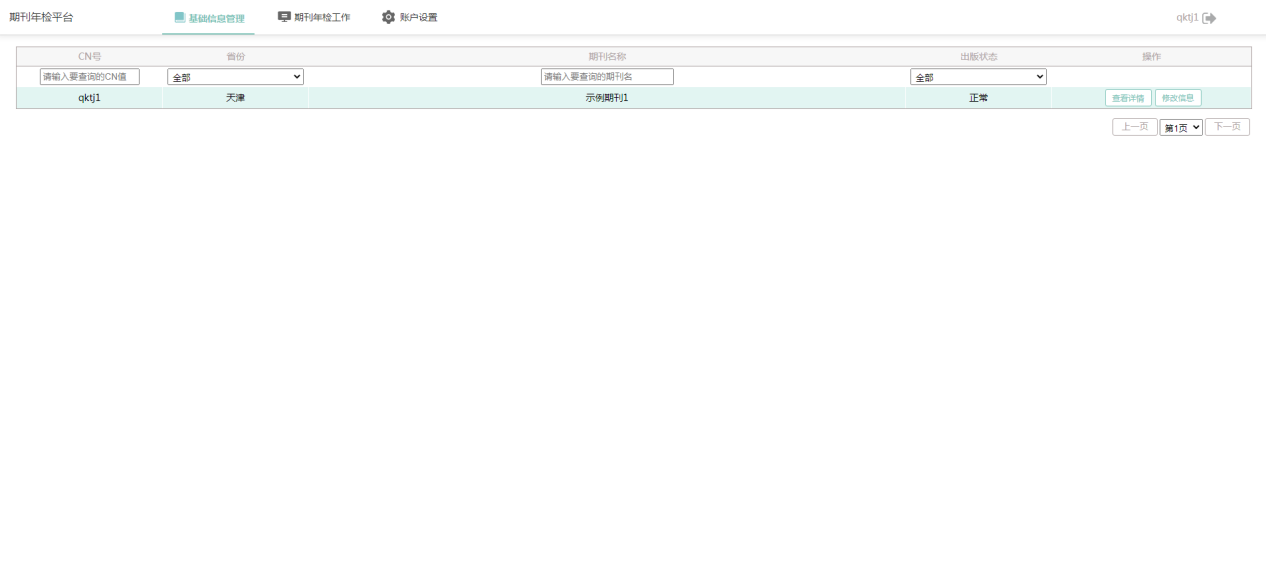 期刊年检平台 基础信息管理 期刊年检工作 账户设置 qktj1
CN号 省份 期刊名称 出版状态 操作
请输入要查询的CN值 全部 请输入要查询的期刊名 全部
qktj1 天津 示例期刊1 正常 查看详情 修改信息
上一页 第1页 下一页